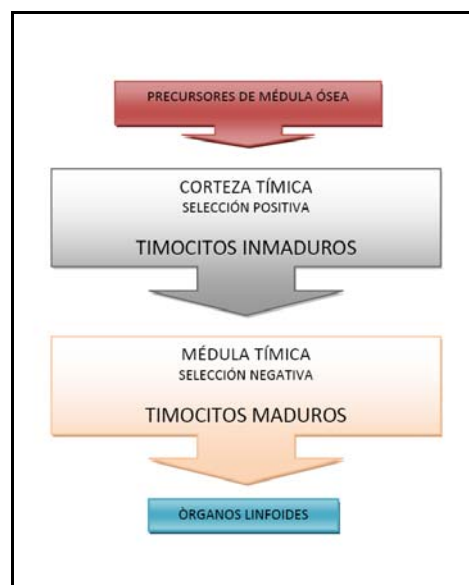 PRECURSORES DE MÉDULA ÓSEA
CORTEZA TÍMICA
SELECCIÓN POSITIVA
TIMOCITOS INMADUROS
MÉDULA TÍMICA
SELECCIÓN NEGATIVA
TIMOCITOS MADUROS
ÒRGANOS LINFOIDES